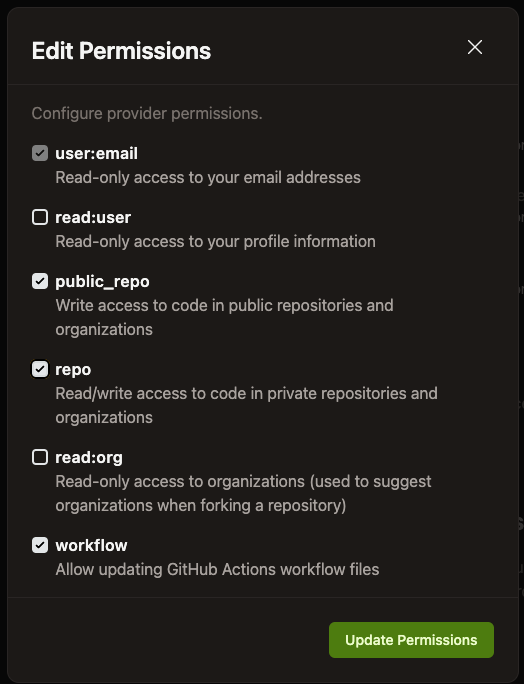 Edit Permissions
Configure provider permissions.
user:email
Read-only access to your email addresses
read:user
Read-only access to your profile information
public_repo
Write access to code in public repositories and
organizations
repo
Read/write access to code in private repositories and
organizations
read:org
Read-only access to organizations (used to suggest
organizations when forking a repository)
workflow
Allow updating GitHub Actions workflow files
Update Permissions